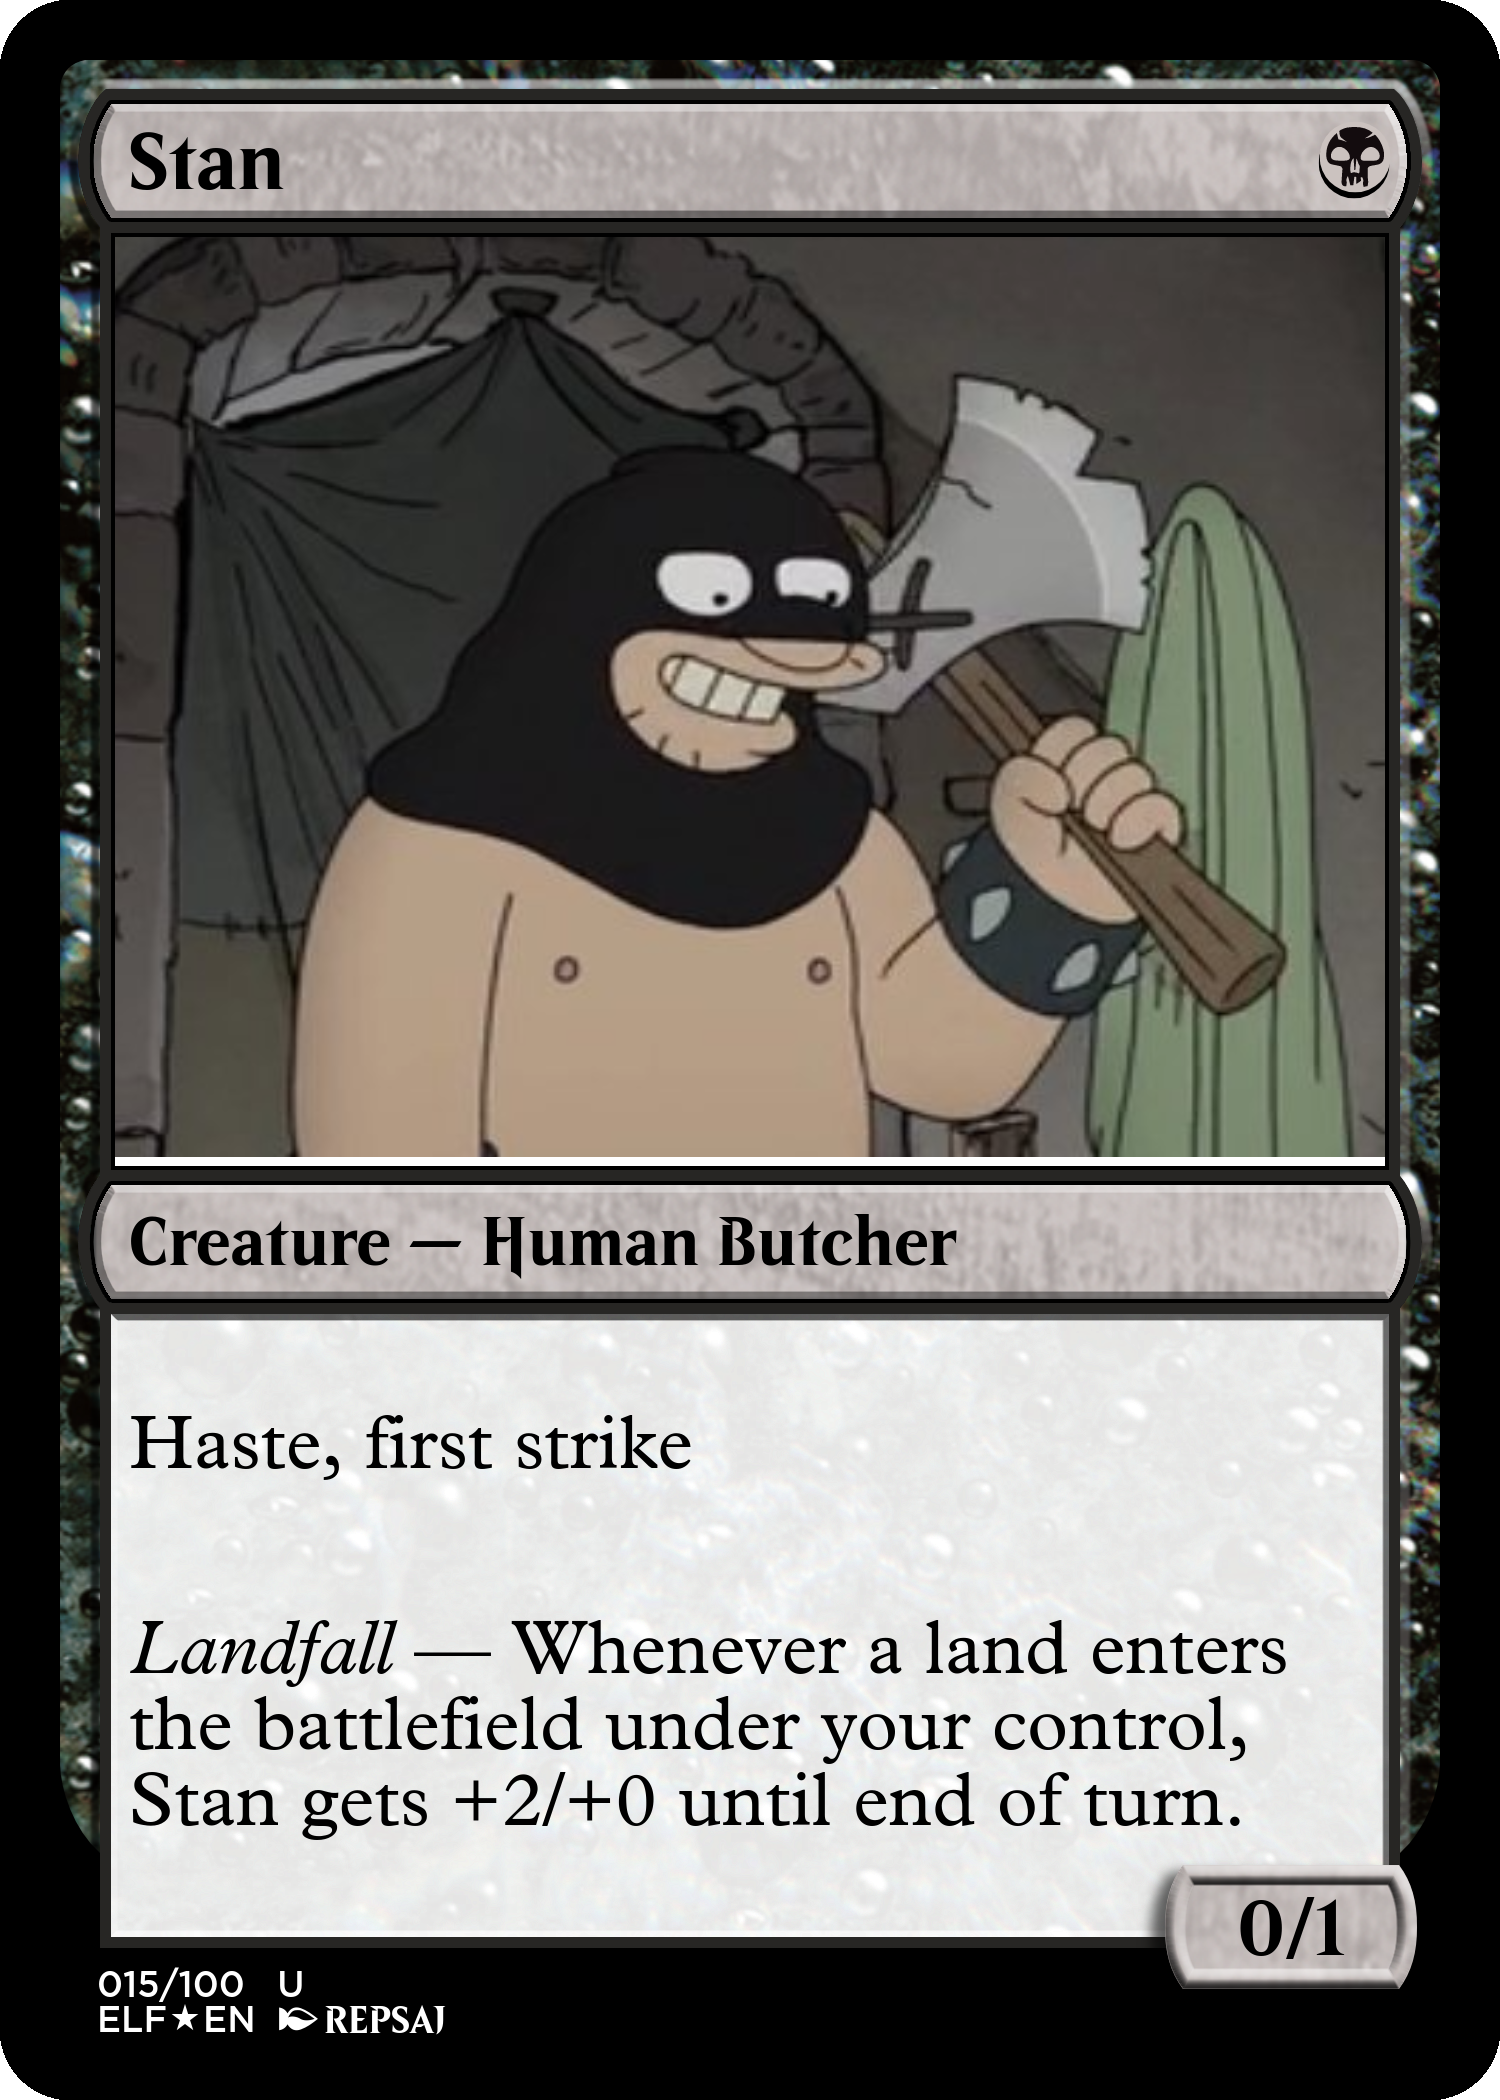 Stan
Creature — Human Butcher
Haste, first strike
Landfall — Whenever a land enters
the battlefield under your control,
Stan gets +2/+0 until end of turn.
0/1
015/100 U
ELF★EN REPSAJ